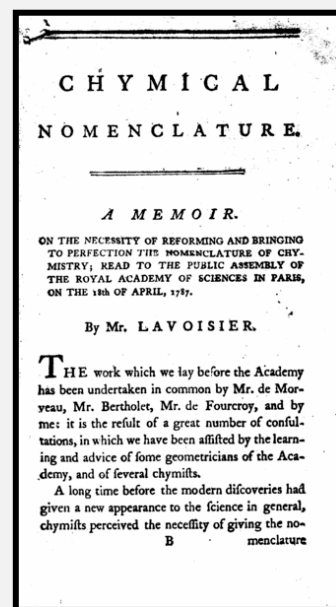 CHYMICAL
NOMENCLATURE.
A MEMOIR.
ON THE NECESSITY OF REFORMING AND BRINGING
TO PERFECTION THE NOMENCLATURE OF CHY-
MISTRY; READ TO THE PUBLIC ASSEMBLY OF
THE ROYAL ACADEMY OF SCIENCES IN PARIS,
ON THE 18th OF APRIL, 1787.
By Mr. LAVOISIER.
THE work which we lay before the Academy
has been undertaken in common by Mr. de Mor-
veau, Mr. Bertholet, Mr. de Fourcroy, and by
me: it is the reſult of a great number of conſul-
tations, in which we have been aſſiſted by the learn-
ing and advice of ſome geometricians of the Aca-
demy, and of ſeveral chymiſts.
A long time before the modern diſcoveries had
given a new appearance to the ſcience in general,
chymiſts perceived the neceſſity of giving the no-
B menclature